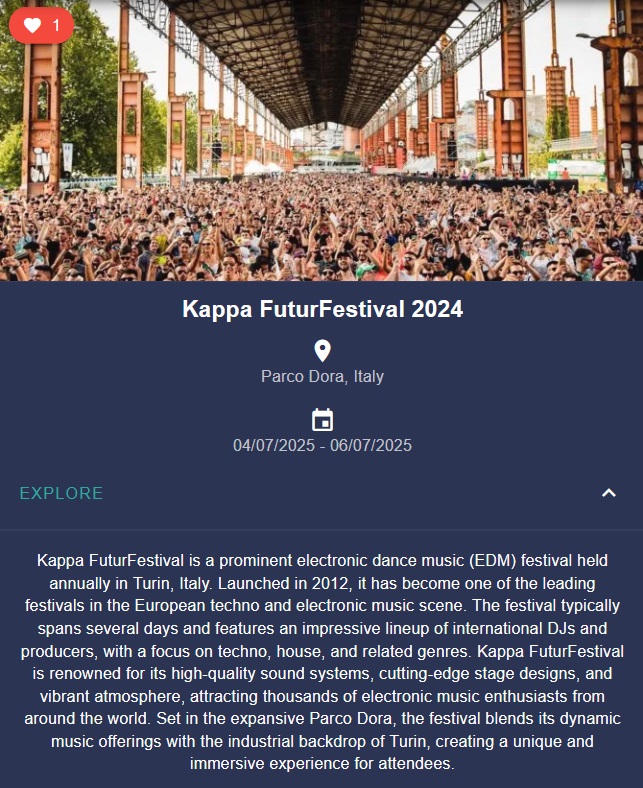 1
Kappa FuturFestival 2024
Parco Dora, Italy
04/07/2025 - 06/07/2025
EXPLORE
Kappa FuturFestival is a prominent electronic dance music (EDM) festival held
annually in Turin, Italy. Launched in 2012, it has become one of the leading
festivals in the European techno and electronic music scene. The festival typically
spans several days and features an impressive lineup of international DJs and
producers, with a focus on techno, house, and related genres. Kappa FuturFestival
is renowned for its high-quality sound systems, cutting-edge stage designs, and
vibrant atmosphere, attracting thousands of electronic music enthusiasts from
around the world. Set in the expansive Parco Dora, the festival blends its dynamic
music offerings with the industrial backdrop of Turin, creating a unique and
immersive experience for attendees.